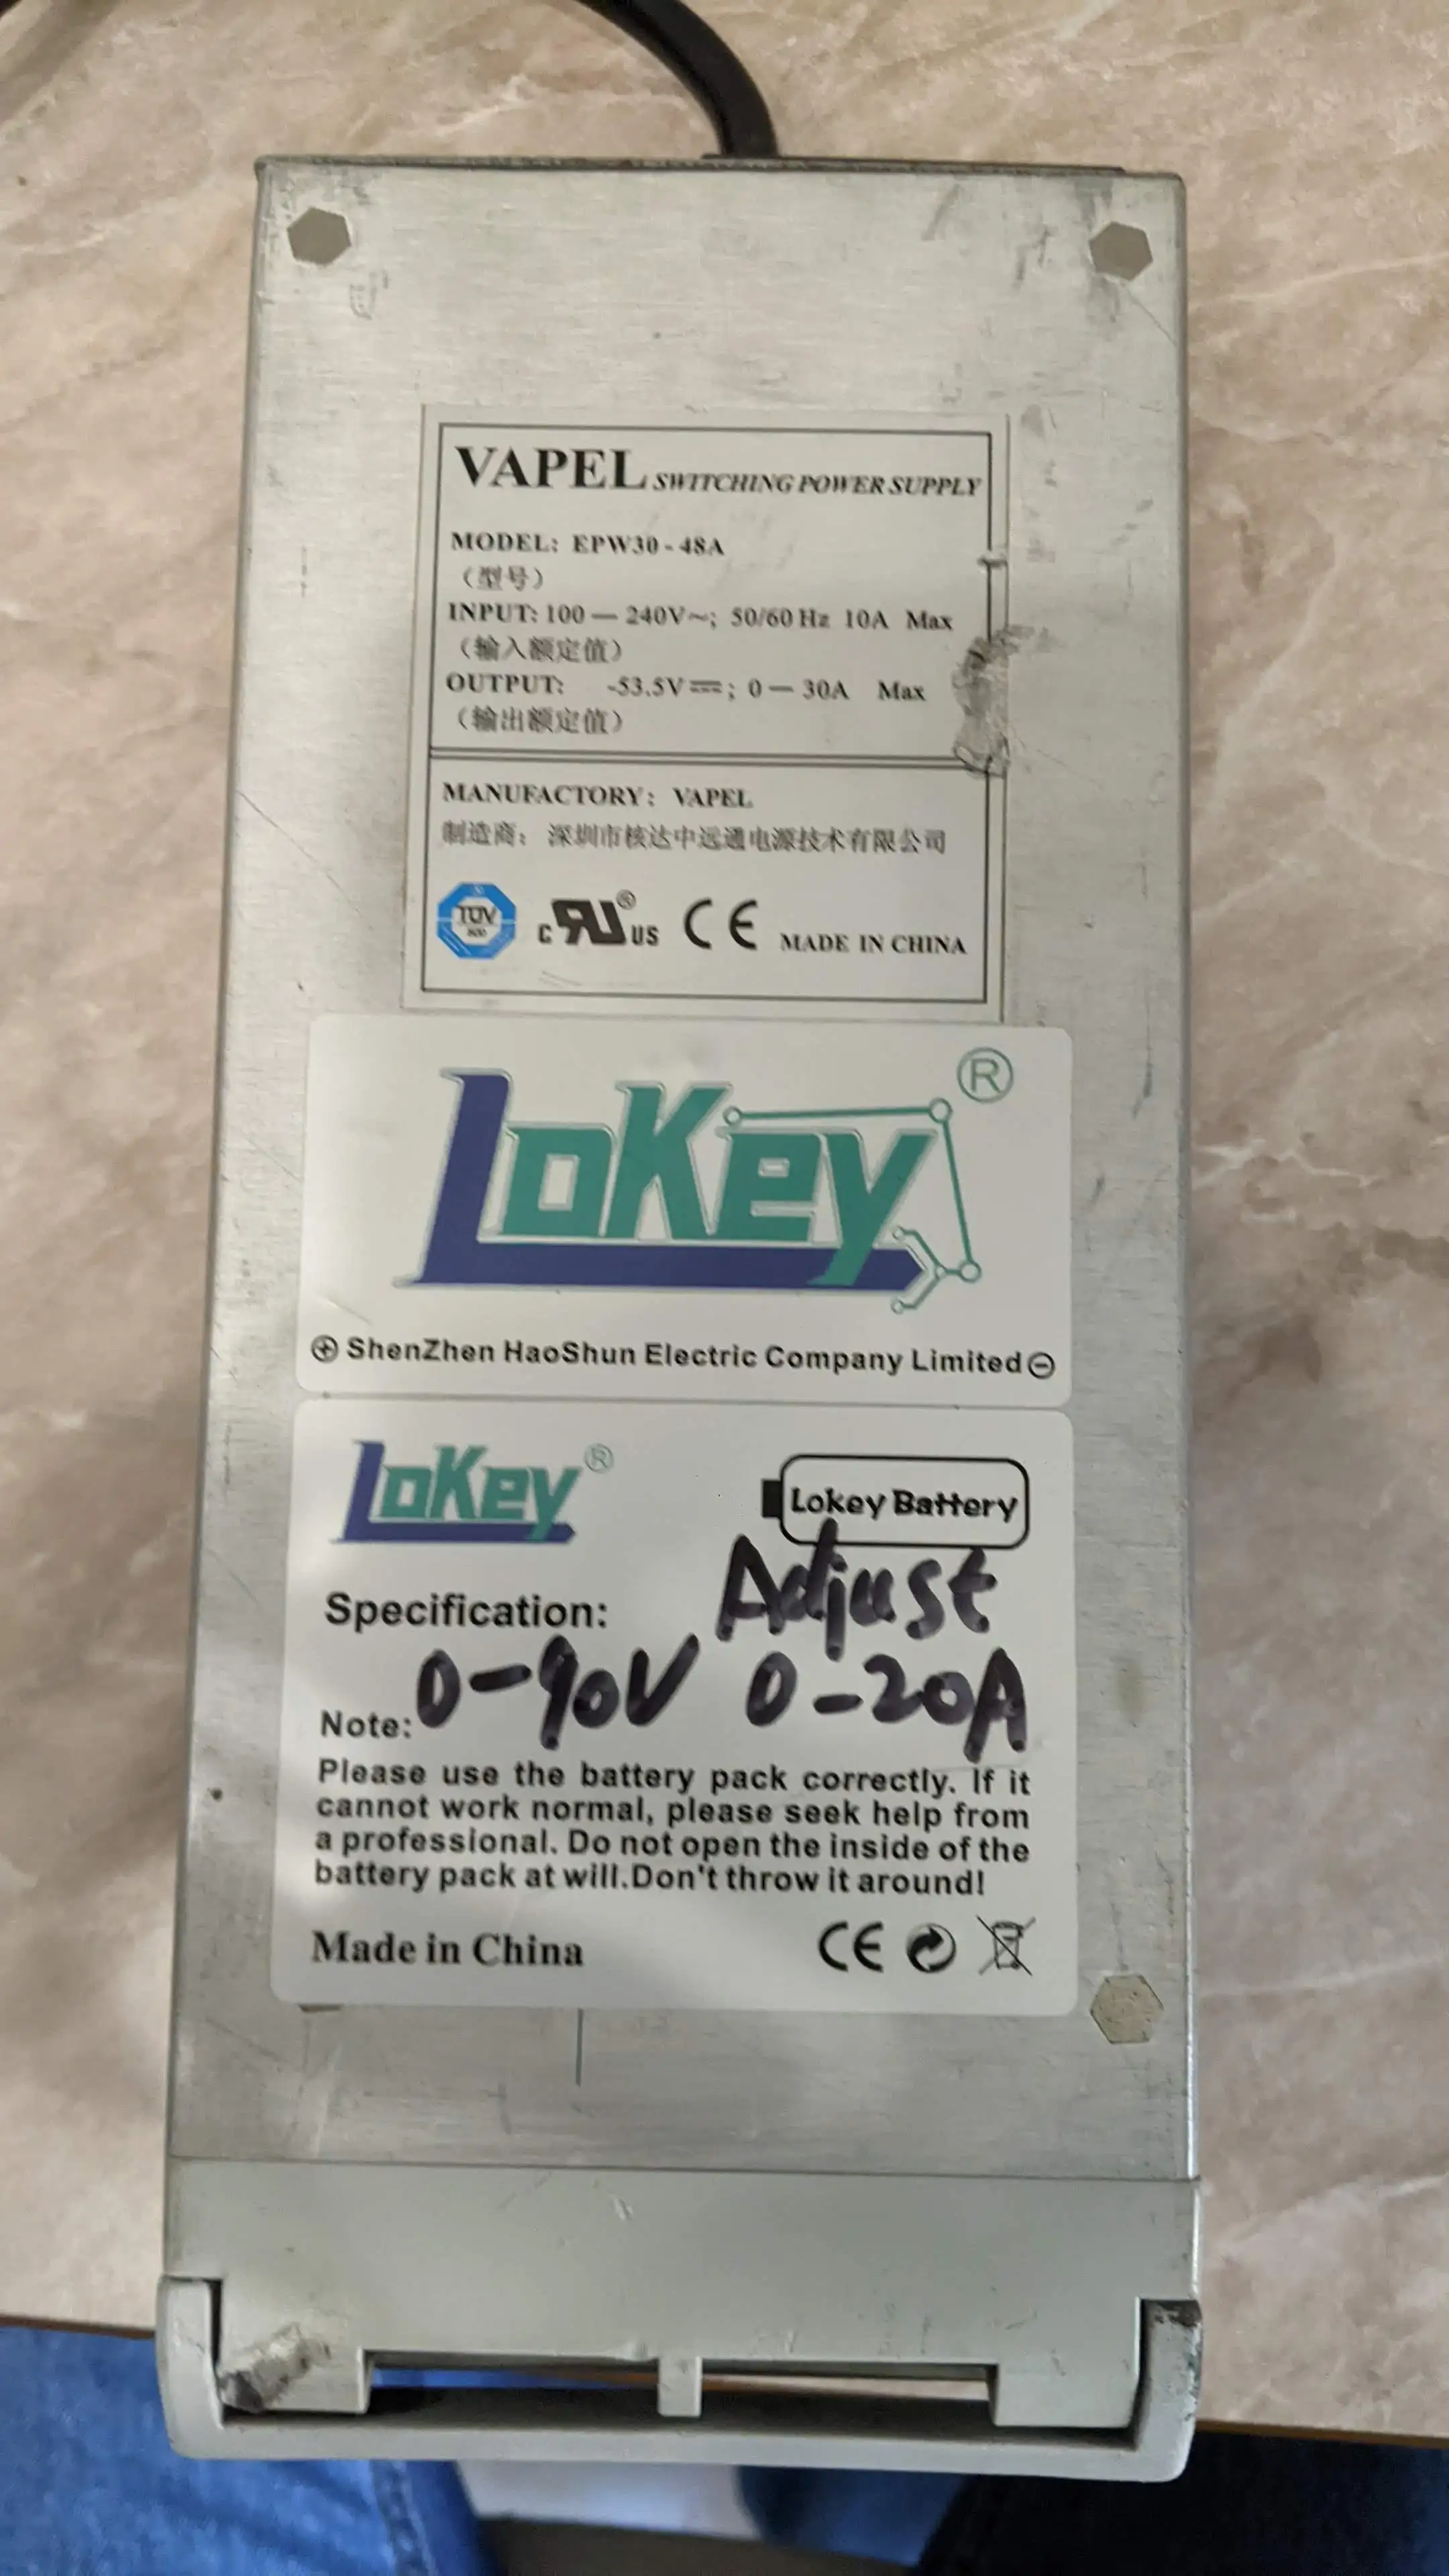 VAPEL SWITCHING POWER SUPPLY
MODEL: EPW30-48A
（型号）
INPUT: 100 — 240V~; 50/60 Hz 10A Max
（输入额定值）
OUTPUT: -53.5V⎓; 0 — 30A Max
（输出额定值）
MANUFACTORY: VAPEL
制造商: 深圳市核达中远通电源技术有限公司
TÜV
c RU ® US CE MADE IN CHINA
LoKey ®
⊕ ShenZhen HaoShun Electric Company Limited ⊖
LoKey ® Lokey Battery
Specification: Adjust
0-90V 0-20A
Note:
Please use the battery pack correctly. If it
cannot work normal, please seek help from
a professional. Do not open the inside of the
battery pack at will.Don't throw it around!
Made in China CE